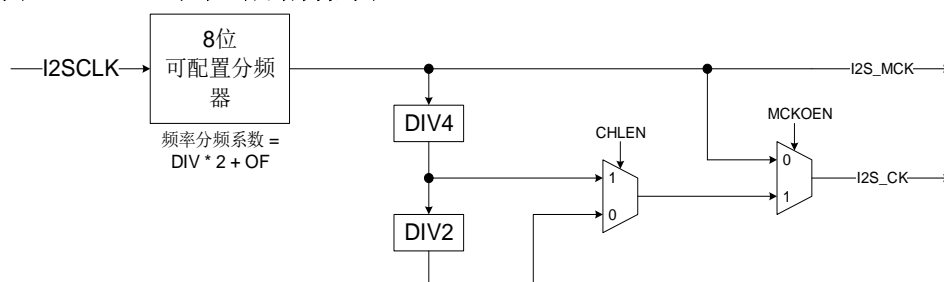 8位
可配置分频
器
I2SCLK
I2S_MCK
频率分频系数 =
DIV * 2 + OF
DIV4
CHLEN
MCKOEN
0
1
1
0
I2S_CK
DIV2